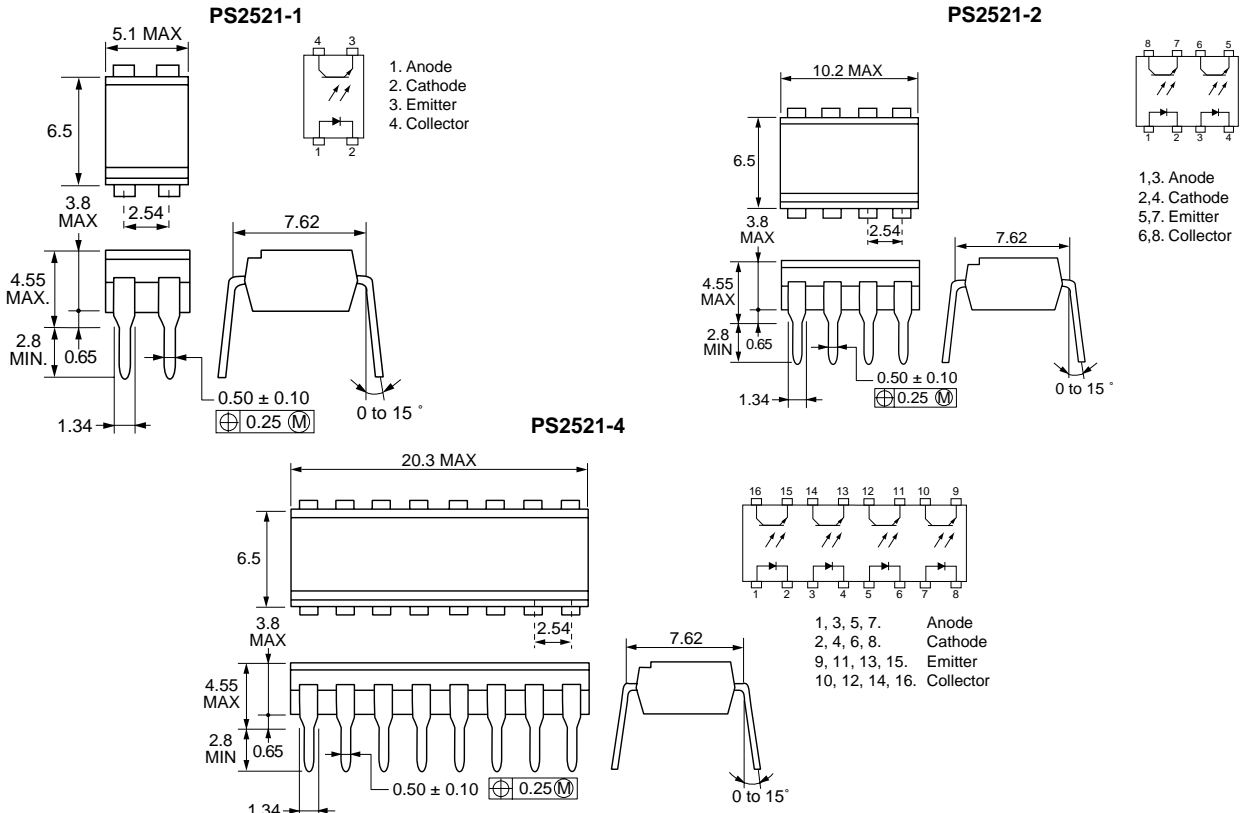 PS2521-1
5.1 MAX
4 3
1 2
1. Anode
2. Cathode
3. Emitter
4. Collector
6.5
3.8
MAX
2.54
7.62
4.55
MAX.
2.8
MIN.
0.65
0.50 ± 0.10
⌖ 0.25 Ⓜ
1.34
0 to 15 °
PS2521-2
10.2 MAX
8 7 6 5
1 2 3 4
1,3. Anode
2,4. Cathode
5,7. Emitter
6,8. Collector
6.5
3.8
MAX
2.54
7.62
4.55
MAX
2.8
MIN
0.65
0.50 ± 0.10
⌖ 0.25 Ⓜ
1.34
0 to 15 °
PS2521-4
20.3 MAX
16 15 14 13 12 11 10 9
1 2 3 4 5 6 7 8
1, 3, 5, 7. Anode
2, 4, 6, 8. Cathode
9, 11, 13, 15. Emitter
10, 12, 14, 16. Collector
6.5
3.8
MAX
2.54
7.62
4.55
MAX
2.8
MIN
0.65
0.50 ± 0.10 ⌖ 0.25 Ⓜ
1.34
0 to 15°